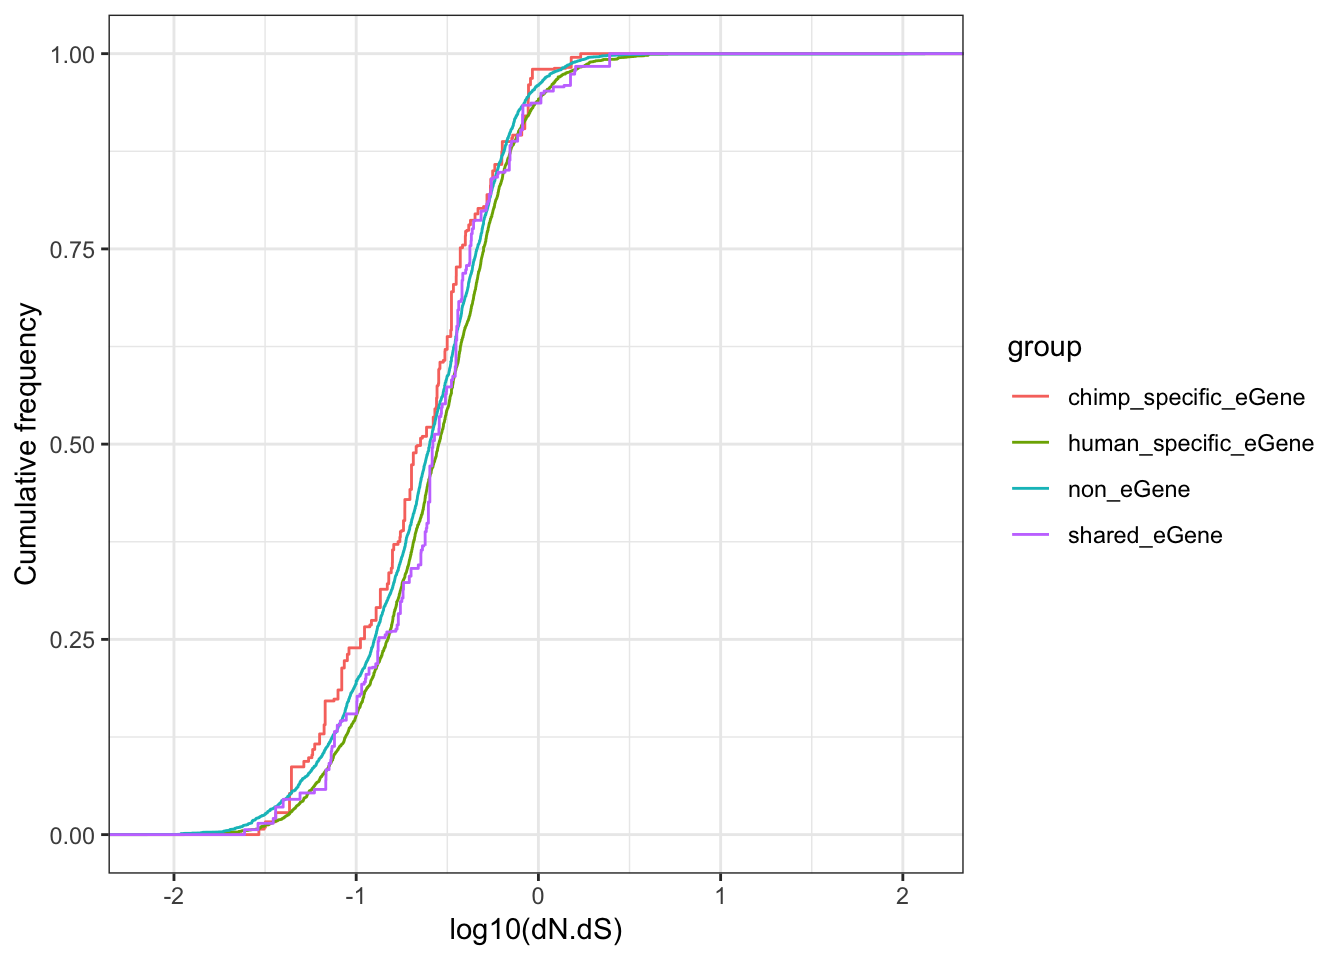 1.00
0.75
0.50
0.25
0.00
Cumulative frequency
-2
-1
0
1
2
log10(dN.dS)
group
chimp_specific_eGene
human_specific_eGene
non_eGene
shared_eGene